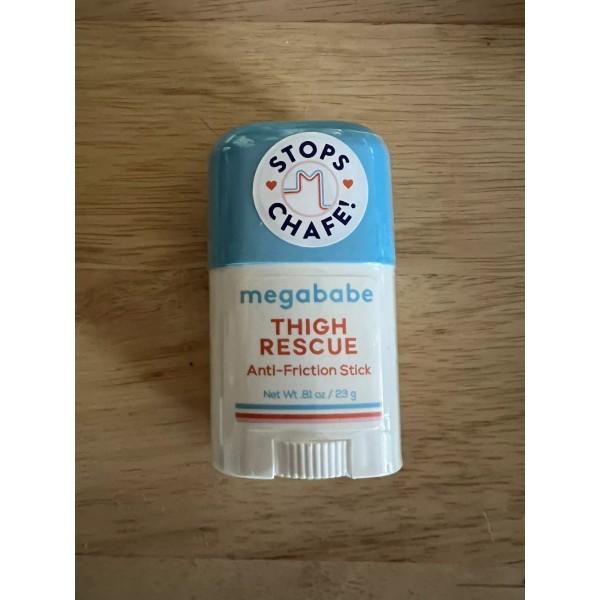 STOPS
M
CHAFE!
megababe
THIGH
RESCUE
Anti-Friction Stick
Net Wt .81 oz / 23 g